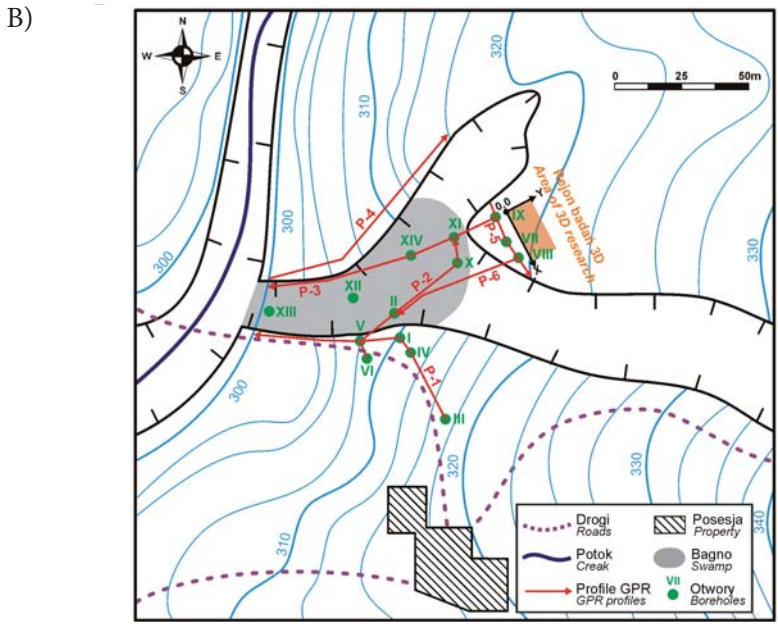 B)
N
W E
S
320
0 25 50m
310
300
300
P-4
0,0
Y
IX
Rejon badań 3D
Area of 3D research
XI
P-5
VII
XIV
VIII
X
X
P-2
P-3
P-6
XII
XIII
II
V
I
IV
VI
P-1
300
III
320
330
330
310
340
Drogi
Roads
Potok
Creak
Profile GPR
GPR profiles
Posesja
Property
Bagno
Swamp
VII
Otwory
Boreholes